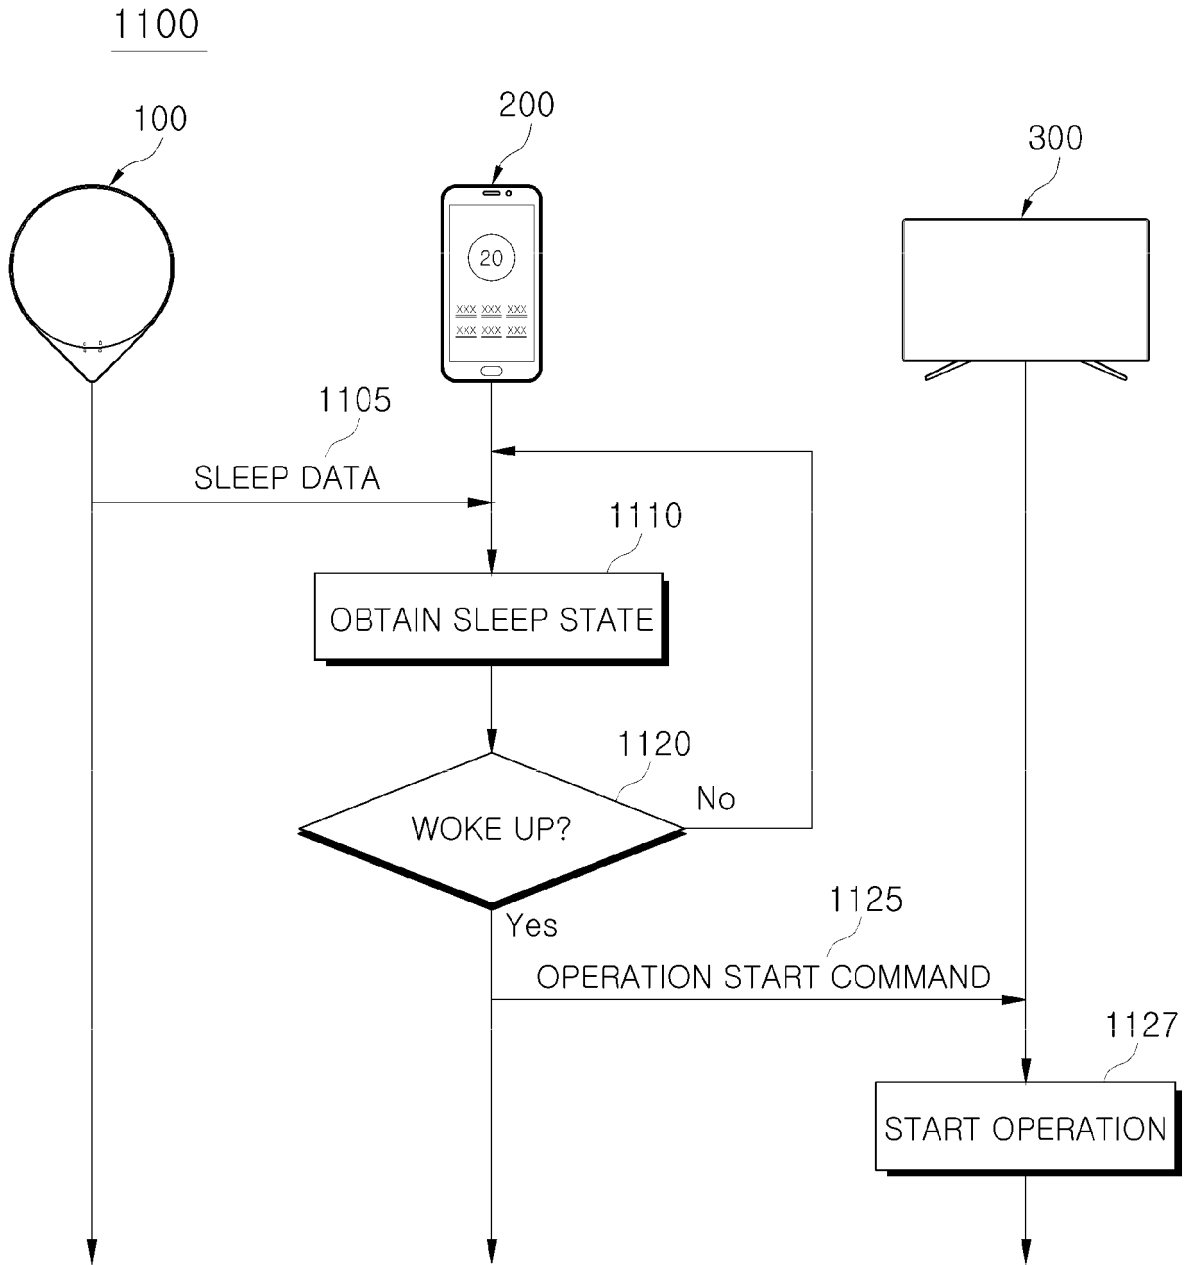 1100
100
200
300
20
XXX XXX XXX
XXX XXX XXX
1105
SLEEP DATA
1110
OBTAIN SLEEP STATE
1120
No
WOKE UP?
Yes
1125
OPERATION START COMMAND
1127
START OPERATION